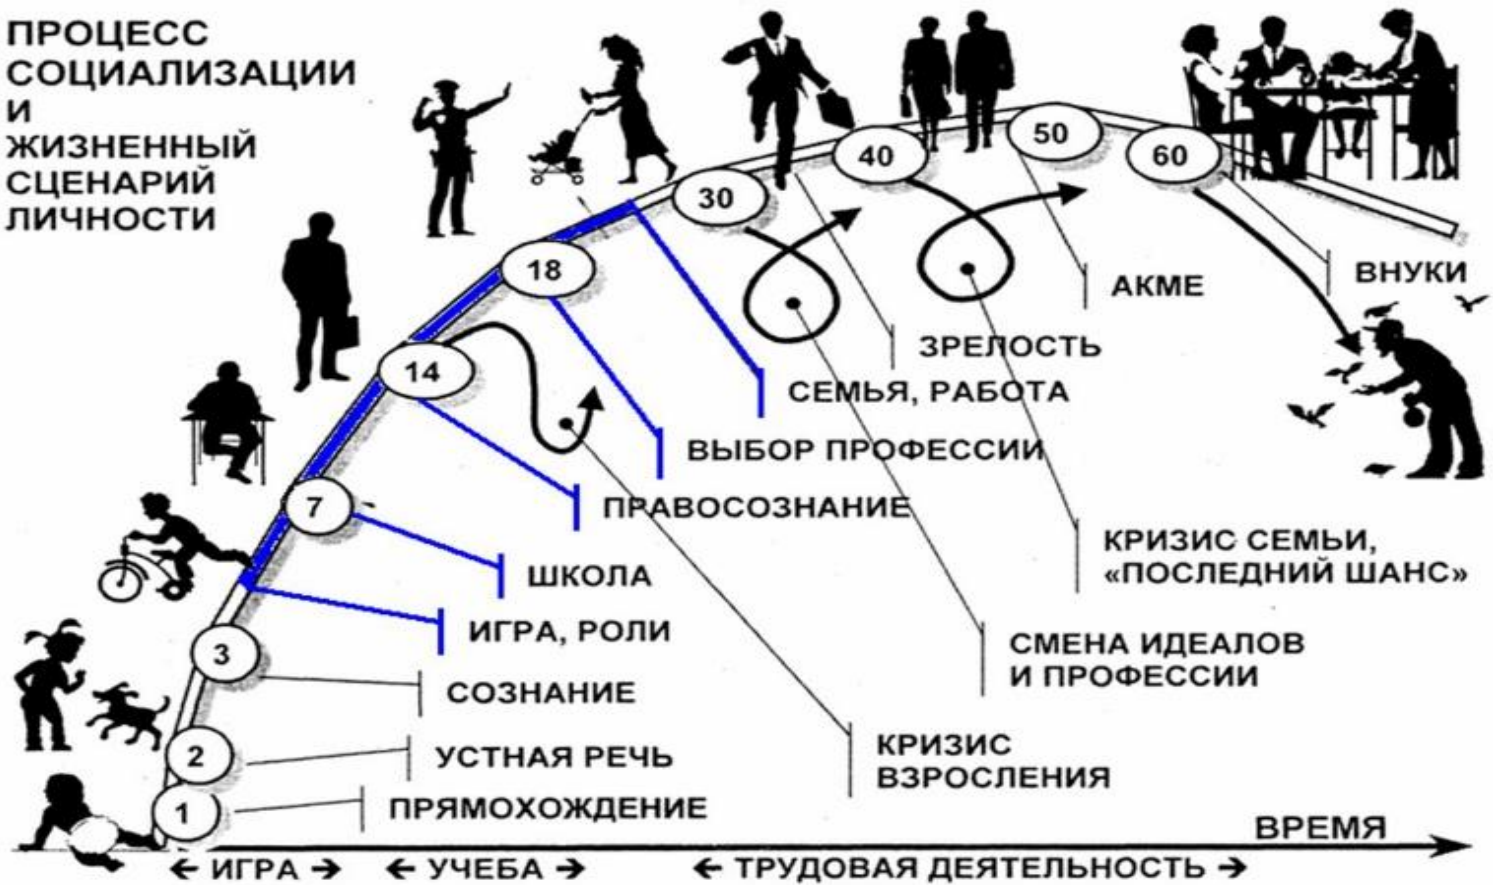 ПРОЦЕСС
СОЦИАЛИЗАЦИИ
И
ЖИЗНЕННЫЙ
СЦЕНАРИЙ
ЛИЧНОСТИ
50
40
60
30
18
ВНУКИ
АКМЕ
ЗРЕЛОСТЬ
14
СЕМЬЯ, РАБОТА
ВЫБОР ПРОФЕССИИ
7
ПРАВОСОЗНАНИЕ
КРИЗИС СЕМЬИ,
«ПОСЛЕДНИЙ ШАНС»
ШКОЛА
ИГРА, РОЛИ
СМЕНА ИДЕАЛОВ
И ПРОФЕССИИ
3
СОЗНАНИЕ
КРИЗИС
ВЗРОСЛЕНИЯ
2
УСТНАЯ РЕЧЬ
1
ПРЯМОХОЖДЕНИЕ
ВРЕМЯ
← ИГРА → ← УЧЕБА → ← ТРУДОВАЯ ДЕЯТЕЛЬНОСТЬ →